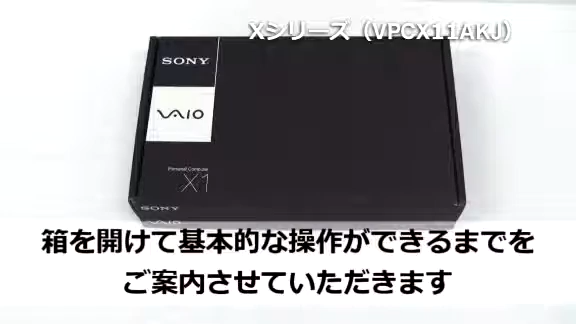 Xシリーズ（VPCX11AKJ）
SONY
VAIO
Personal Computer
X1
SONY
VAIO
箱を開けて基本的な操作ができるまでを
ご案内させていただきます